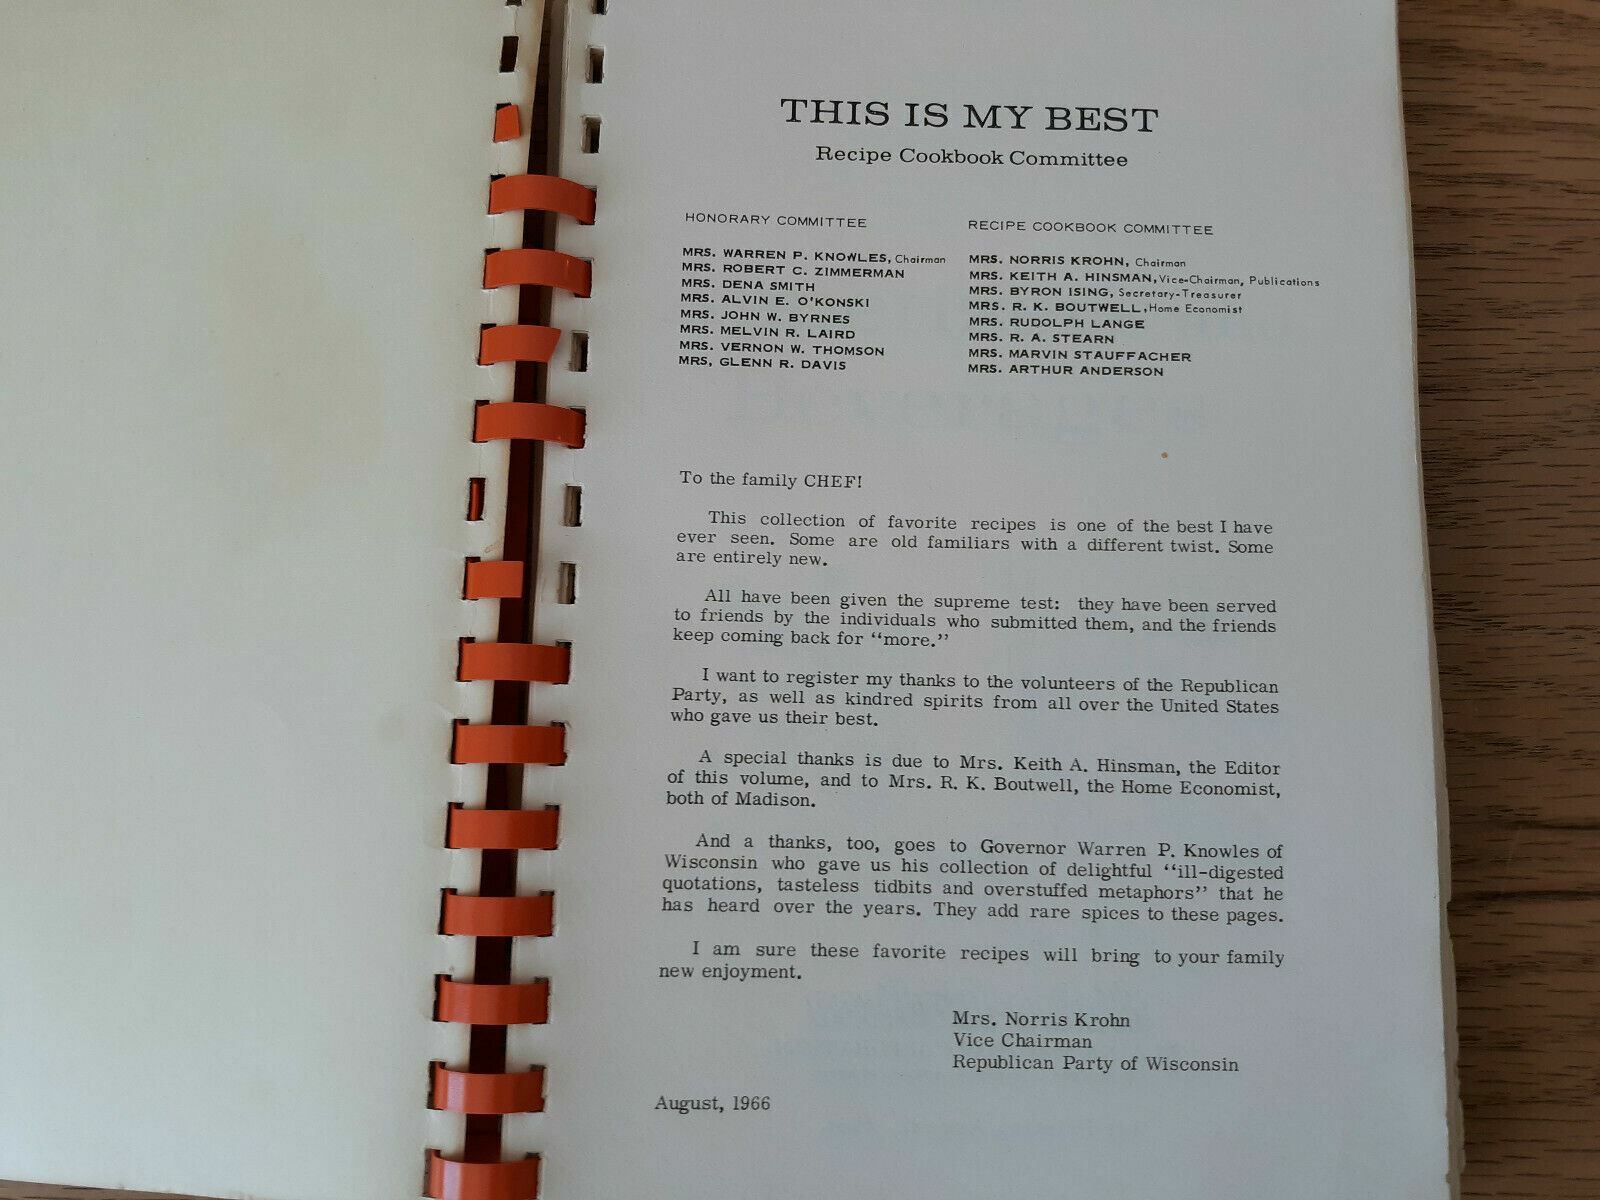 THIS IS MY BEST
Recipe Cookbook Committee
HONORARY COMMITTEE
MRS. WARREN P. KNOWLES, Chairman
MRS. ROBERT C. ZIMMERMAN
MRS. DENA SMITH
MRS. ALVIN E. O'KONSKI
MRS. JOHN W. BYRNES
MRS. MELVIN R. LAIRD
MRS. VERNON W. THOMSON
MRS, GLENN R. DAVIS
RECIPE COOKBOOK COMMITTEE
MRS. NORRIS KROHN, Chairman
MRS. KEITH A. HINSMAN, Vice-Chairman, Publications
MRS. BYRON ISING, Secretary-Treasurer
MRS. R. K. BOUTWELL, Home Economist
MRS. RUDOLPH LANGE
MRS. R. A. STEARN
MRS. MARVIN STAUFFACHER
MRS. ARTHUR ANDERSON
To the family CHEF!
This collection of favorite recipes is one of the best I have
ever seen. Some are old familiars with a different twist. Some
are entirely new.
All have been given the supreme test: they have been served
to friends by the individuals who submitted them, and the friends
keep coming back for "more."
I want to register my thanks to the volunteers of the Republican
Party, as well as kindred spirits from all over the United States
who gave us their best.
A special thanks is due to Mrs. Keith A. Hinsman, the Editor
of this volume, and to Mrs. R. K. Boutwell, the Home Economist,
both of Madison.
And a thanks, too, goes to Governor Warren P. Knowles of
Wisconsin who gave us his collection of delightful "ill-digested
quotations, tasteless tidbits and overstuffed metaphors" that he
has heard over the years. They add rare spices to these pages.
I am sure these favorite recipes will bring to your family
new enjoyment.
Mrs. Norris Krohn
Vice Chairman
Republican Party of Wisconsin
August, 1966